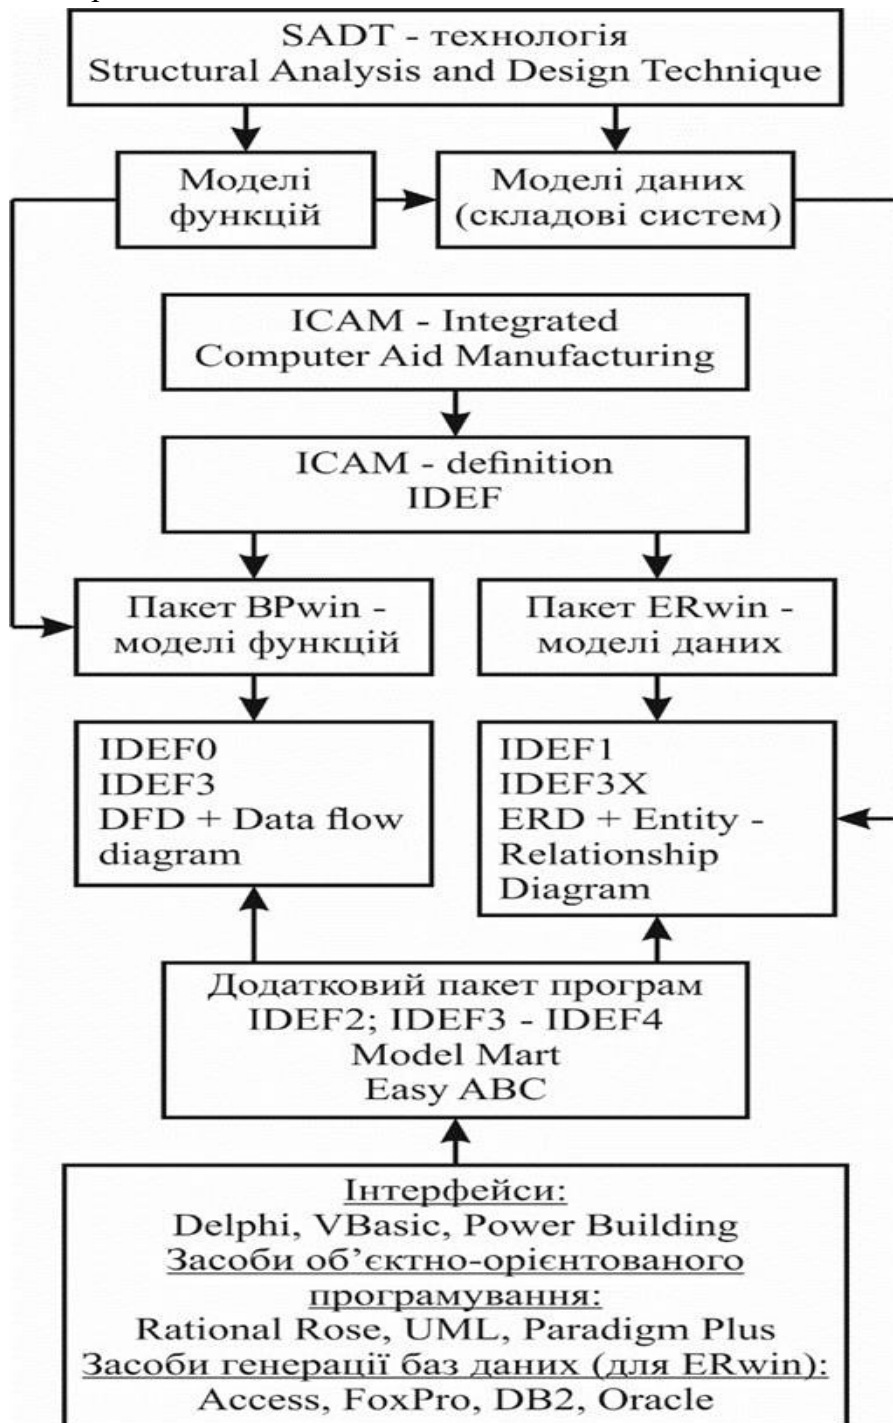 SADT - технологія
Structural Analysis and Design Technique
Моделі
функцій
Моделі даних
(складові систем)
ICAM - Integrated
Computer Aid Manufacturing
ICAM - definition
IDEF
Пакет BPwin -
моделі функцій
Пакет ERwin -
моделі даних
IDEF0
IDEF3
DFD + Data flow
diagram
IDEF1
IDEF3X
ERD + Entity -
Relationship
Diagram
Додатковий пакет програм
IDEF2; IDEF3 - IDEF4
Model Mart
Easy ABC
Інтерфейси:
Delphi, VBasic, Power Building
Засоби об’єктно-орієнтованого
програмування:
Rational Rose, UML, Paradigm Plus
Засоби генерації баз даних (для ERwin):
Access, FoxPro, DB2, Oracle